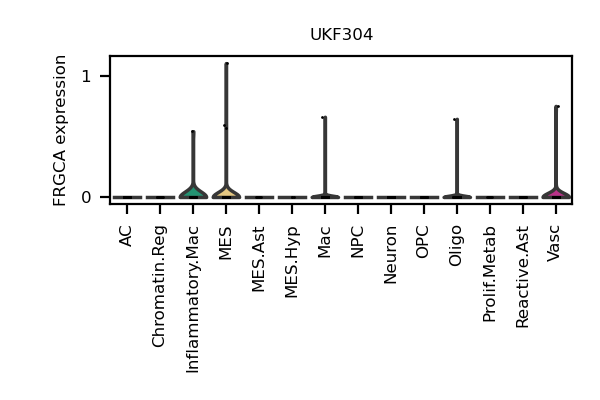 UKF304
FRGCA expression
1
0
AC
Chromatin.Reg
Inflammatory.Mac
MES
MES.Ast
MES.Hyp
Mac
NPC
Neuron
OPC
Oligo
Prolif.Metab
Reactive.Ast
Vasc